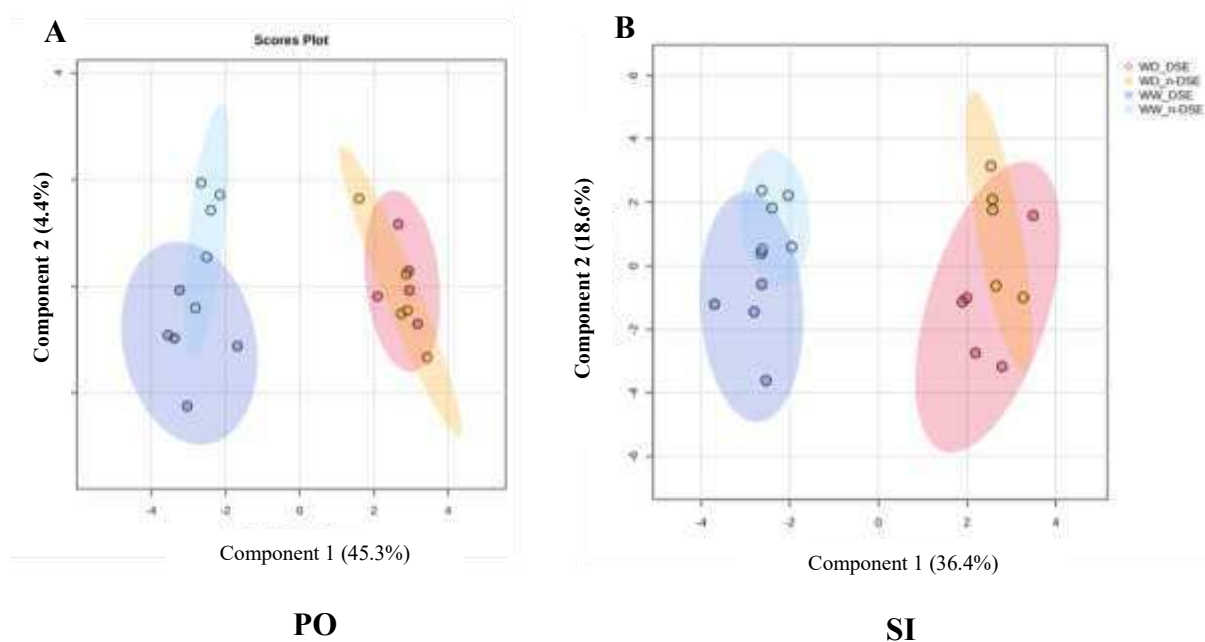 A
Scores Plot
Component 2 (4.4%)
4
-4
-2
0
2
4
Component 1 (45.3%)
PO
B
Component 2 (18.6%)
6
4
2
0
-2
-4
-6
-4
-2
0
2
4
Component 1 (36.4%)
SI
WD_DSE
WD_n-DSE
WW_DSE
WW_n-DSE